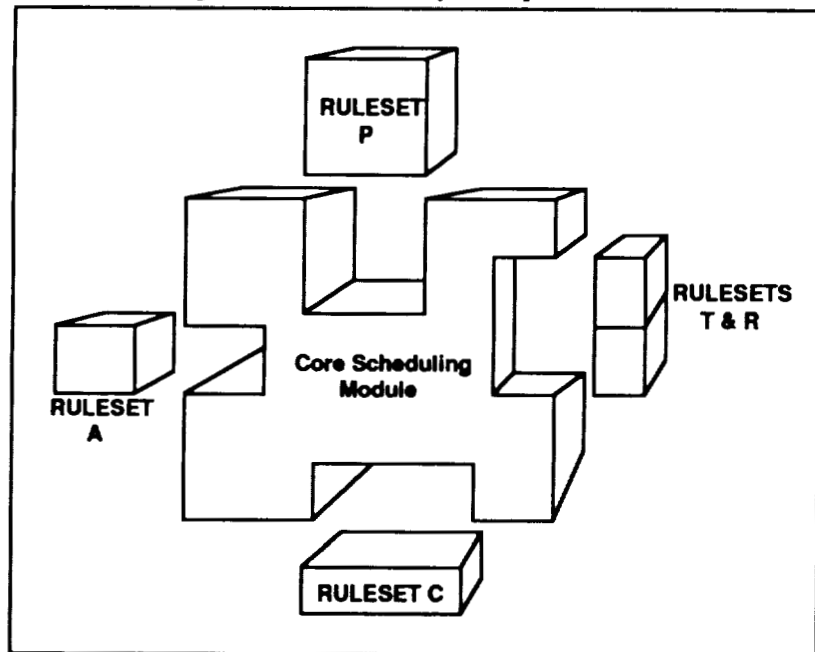 RULESET
P
RULESETS
T & R
Core Scheduling
Module
RULESET
A
RULESET C